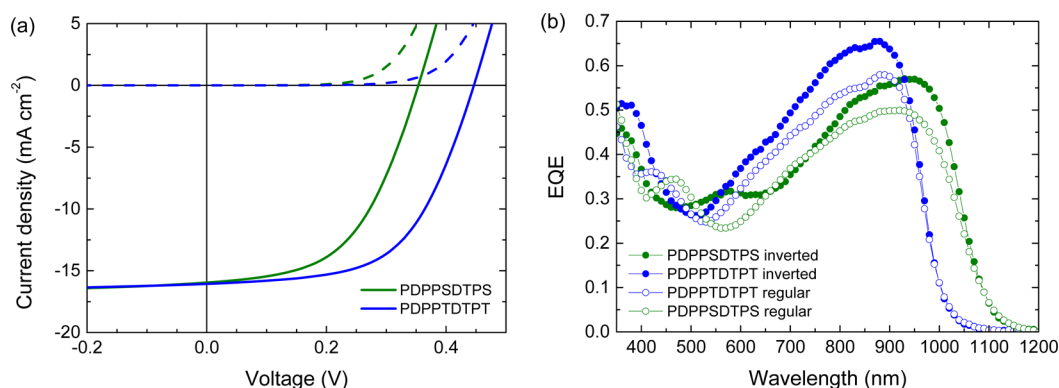 (a)
5
0
-5
-10
-15
-20
Current density (mA cm⁻²)
PDPPSDTPS
PDPPTDTPT
-0.2
0.0
0.2
0.4
Voltage (V)
(b)
0.7
0.6
0.5
0.4
0.3
0.2
0.1
0.0
EQE
PDPPSDTPS inverted
PDPPTDTPT inverted
PDPPTDTPT regular
PDPPSDTPS regular
400 500 600 700 800 900 1000 1100 1200
Wavelength (nm)